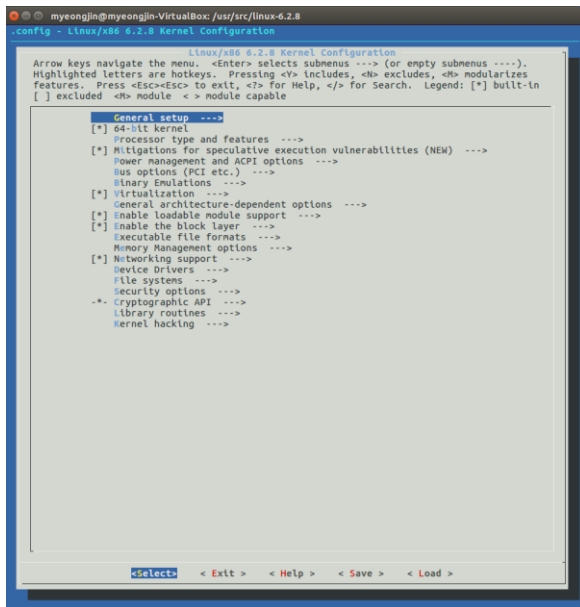 myeongjin@myeongjin-VirtualBox: /usr/src/linux-6.2.8
.config - Linux/x86 6.2.8 Kernel Configuration
Linux/x86 6.2.8 Kernel Configuration
Arrow keys navigate the menu. <Enter> selects submenus ---> (or empty submenus ----).
Highlighted letters are hotkeys. Pressing <Y> includes, <N> excludes, <M> modularizes
features. Press <Esc><Esc> to exit, <?> for Help, </> for Search. Legend: [*] built-in
[ ] excluded <M> module < > module capable
General setup --->
[*] 64-bit kernel
Processor type and features --->
[*] Mitigations for speculative execution vulnerabilities (NEW) --->
Power management and ACPI options --->
Bus options (PCI etc.) --->
Binary Emulations --->
[*] Virtualization --->
General architecture-dependent options --->
[*] Enable loadable module support --->
[*] Enable the block layer --->
Executable file formats --->
Memory Management options --->
[*] Networking support --->
Device Drivers --->
File systems --->
Security options --->
-*- Cryptographic API --->
Library routines --->
Kernel hacking --->
<Select> < Exit > < Help > < Save > < Load >